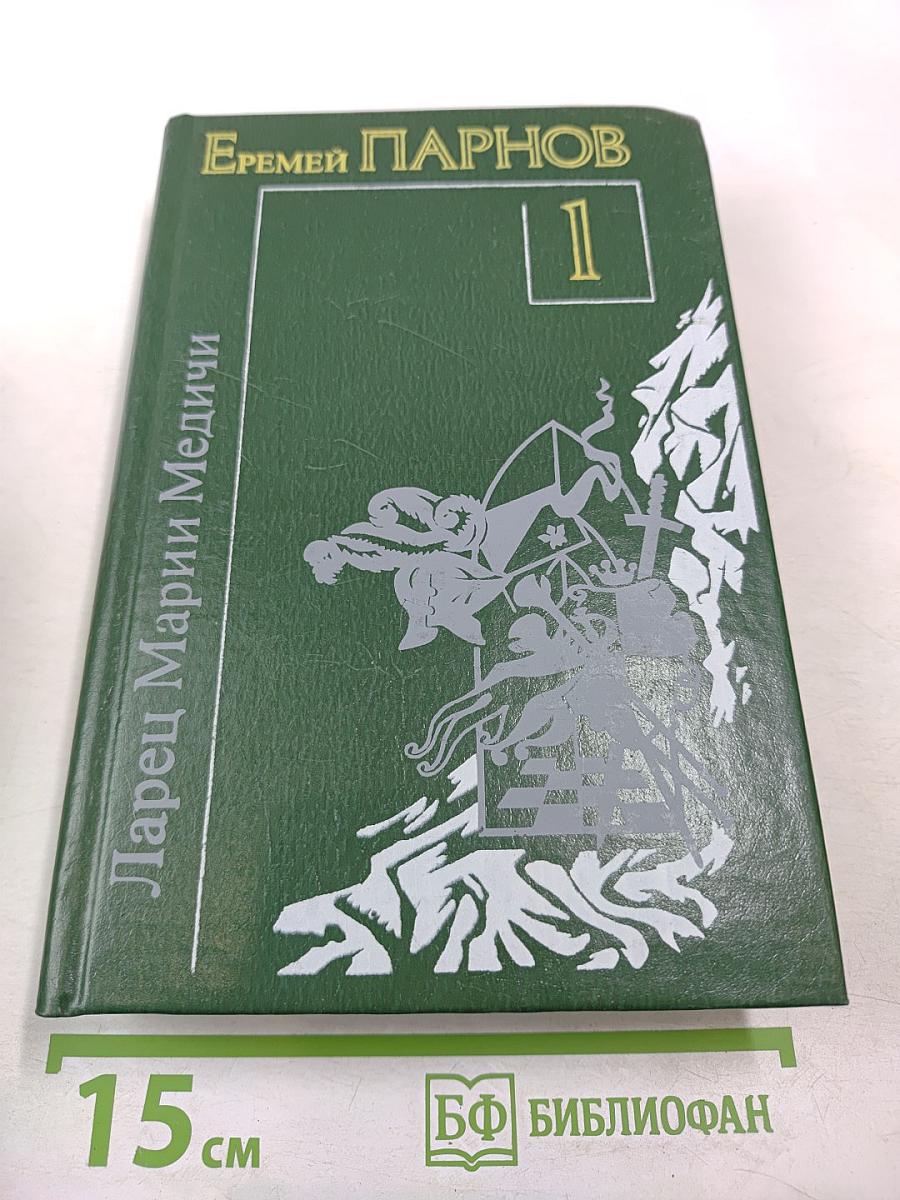 Еремей ПАРНОВ
1
Ларец Марии Медичи
15 см
БФ БИБЛИОФАН